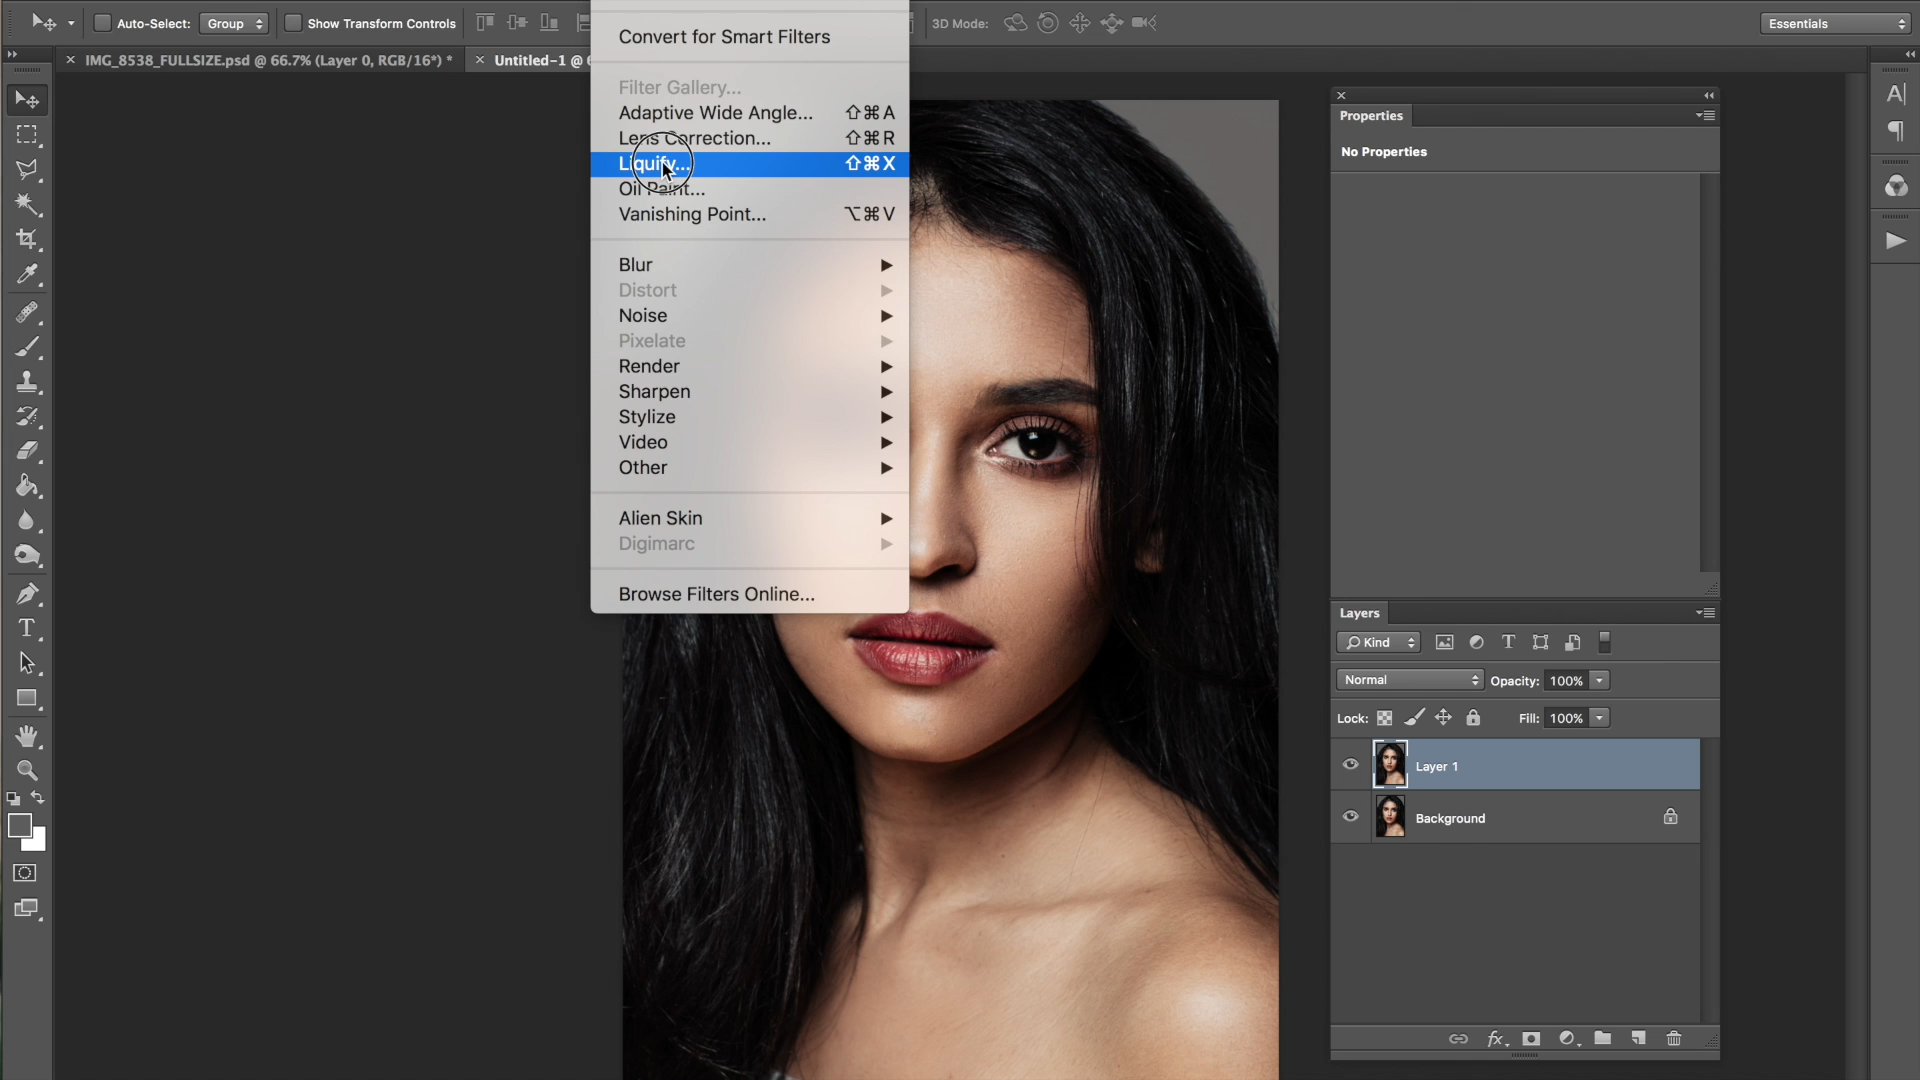 Auto-Select: Group Show Transform Controls 3D Mode: Essentials
IMG_8538_FULLSIZE.psd @ 66.7% (Layer 0, RGB/16*) * Untitled-1 @ 6
Convert for Smart Filters
Filter Gallery...
Adaptive Wide Angle... ⇧⌘A
Lens Correction... ⇧⌘R
Liquify... ⇧⌘X
Oil Paint...
Vanishing Point... ⌥⌘V
Blur
Distort
Noise
Pixelate
Render
Sharpen
Stylize
Video
Other
Alien Skin
Digimarc
Browse Filters Online...
Properties
No Properties
Layers
Kind
Normal Opacity: 100%
Lock: Fill: 100%
Layer 1
Background